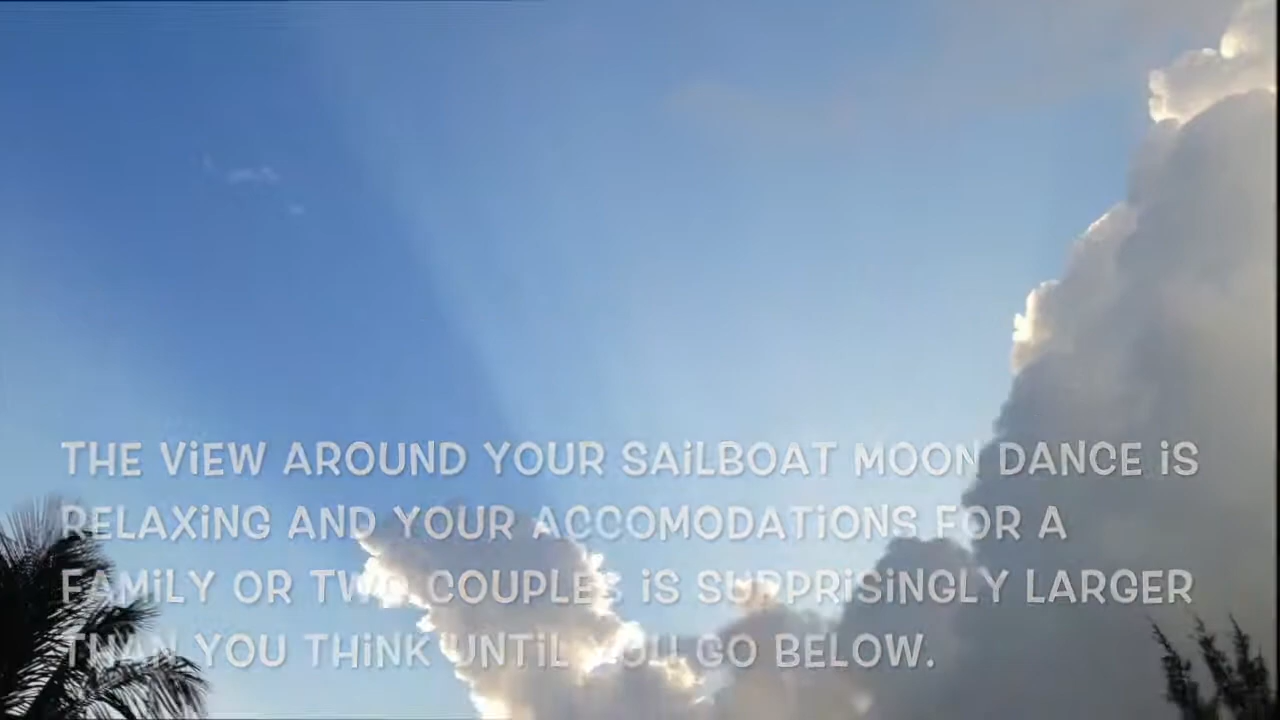 THE VIEW AROUND YOUR SAILBOAT MOON DANCE IS
RELAXING AND YOUR ACCOMODATIONS FOR A
FAMILY OR TWO COUPLES IS SURPRISINGLY LARGER
THAN YOU THINK UNTIL YOU GO BELOW.